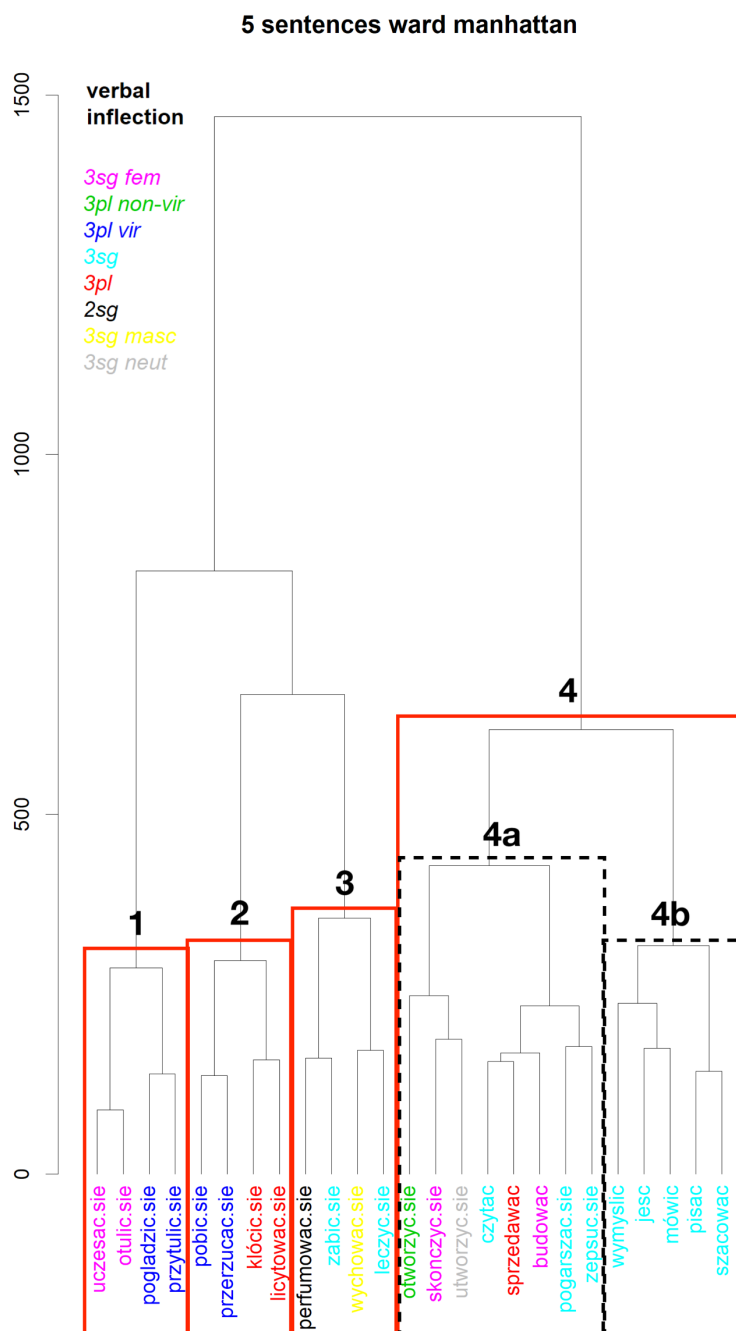 5 sentences ward manhattan
verbal
inflection
3sg fem
3pl non-vir
3pl vir
3sg
3pl
2sg
3sg masc
3sg neut
1500
1000
500
0
4
4a
3
2
1
4b
uczesac.sie
otulic.sie
pogladzic.sie
przytulic.sie
pobic.sie
przerzucac.sie
klócic.sie
licytowac.sie
perfumowac.sie
zabic.sie
wychowac.sie
leczyc.sie
otworzyc.sie
skonczyc.sie
utworzyc.sie
czytac
sprzedawac
budowac
pogarszac.sie
zepsuc.sie
wymyslic
jesc
mówic
pisac
szacowac